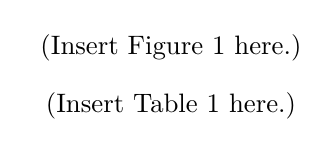 (Insert Figure 1 here.)
(Insert Table 1 here.)